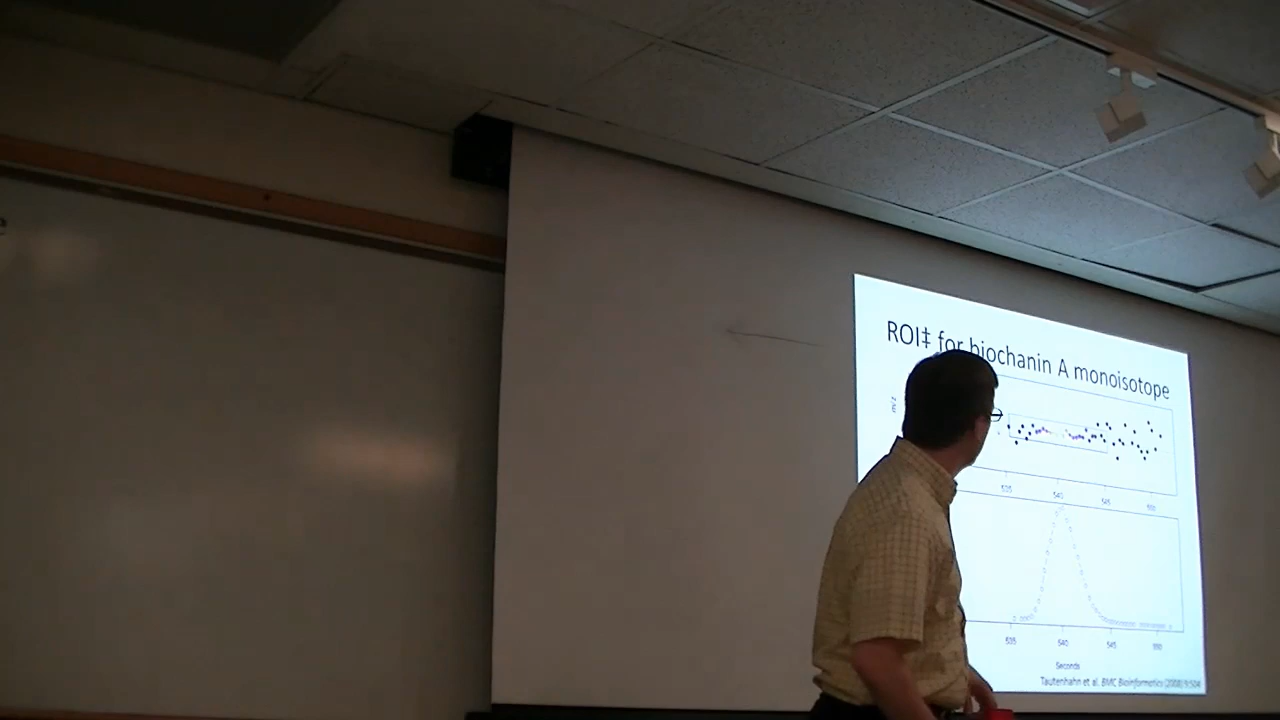 ROI‡ for biochanin A monoisotope
m/z
535 540 545 550
535 540 545 550
Seconds
Tautenhahn et al. BMC Bioinformatics (2008) 9:504